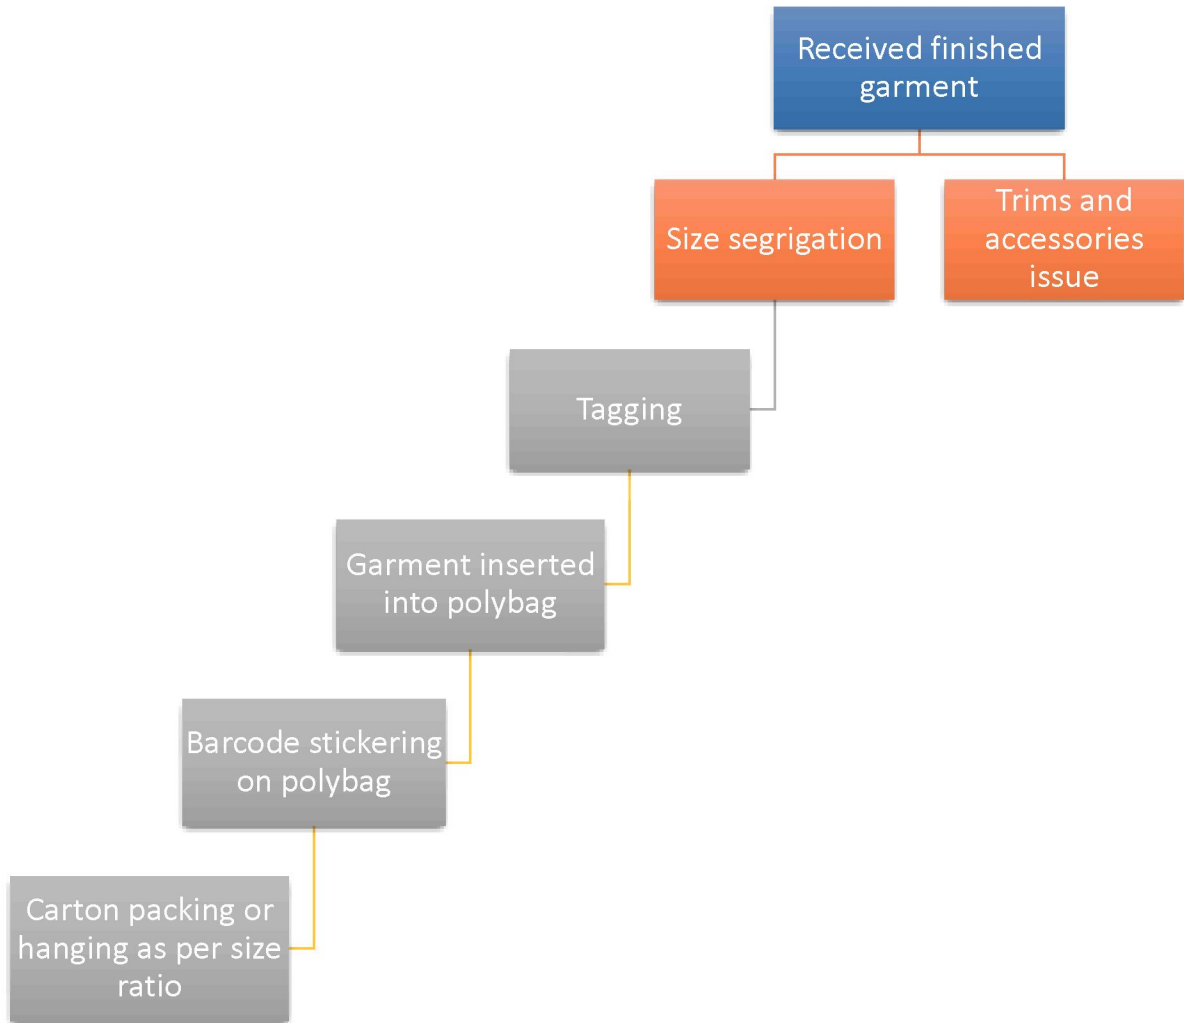 Received finished
garment
Size segrigation
Trims and
accessories
issue
Tagging
Garment inserted
into polybag
Barcode stickering
on polybag
Carton packing or
hanging as per size
ratio